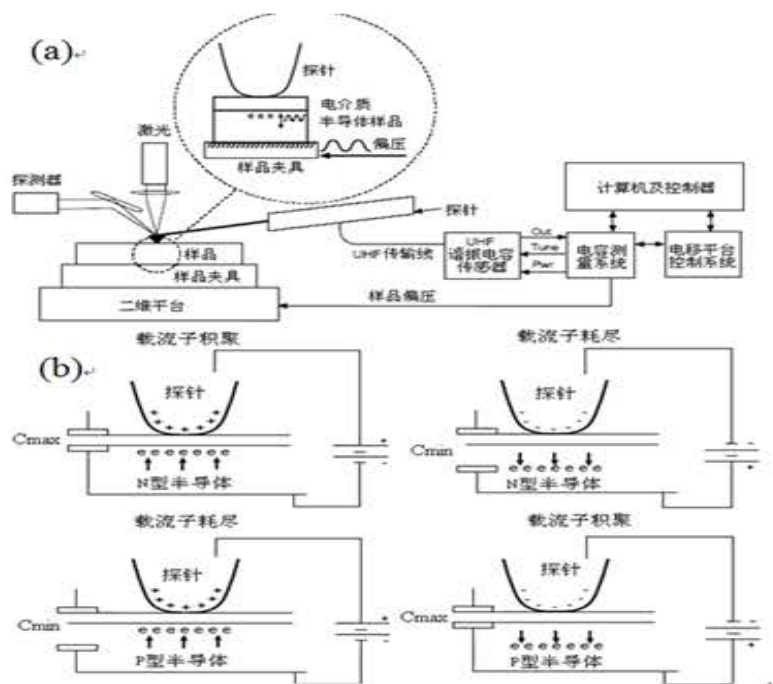 (a)
探针
电介质
半导体样品
偏压
样品夹具
激光
探测器
探针
计算机及控制器
UHF传输线
UHF
谐振电容
传感器
Out
Tune
Pwr
电容测
量系统
电移平台
控制系统
样品
样品夹具
二维平台
样品偏压
(b)
载流子积聚
探针
Cmax
N型半导体
载流子耗尽
探针
Cmin
N型半导体
载流子耗尽
探针
Cmin
P型半导体
载流子积聚
探针
Cmax
P型半导体